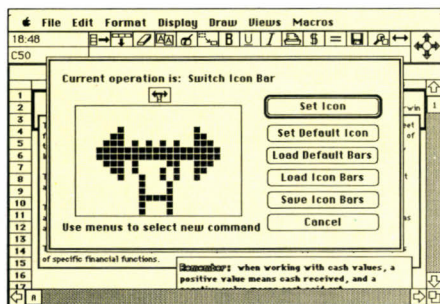 File Edit Format Display Draw Views Macros
18:48
B U I $ =
C50
Current operation is: Switch Icon Bar
Set Icon
Set Default Icon
Load Default Bars
Load Icon Bars
Save Icon Bars
Cancel
Use menus to select new command
1
2
3
4
5
6
7
8
9
10
11
12
13
14
15
16
17
1
of specific financial functions.
Remember: when working with cash values, a
positive value means cash received, and a
A